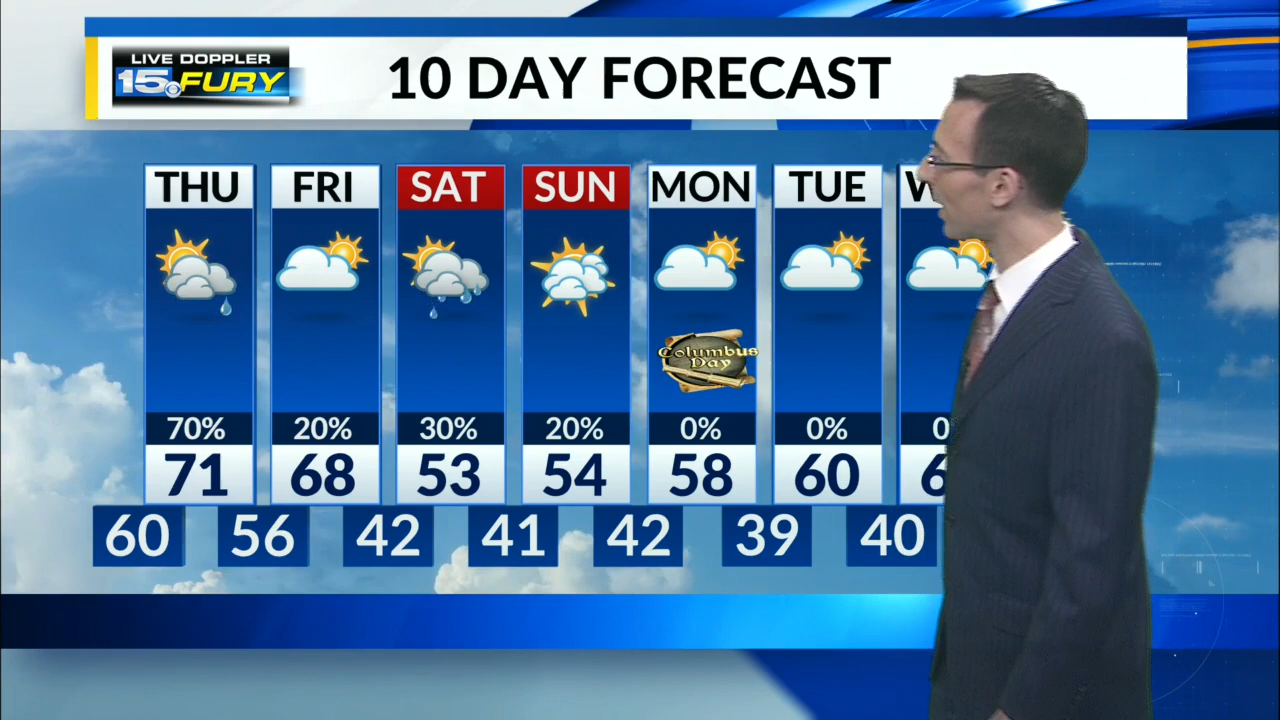 LIVE DOPPLER
15 FURY
10 DAY FORECAST
THU FRI SAT SUN MON TUE
Columbus
Day
70% 20% 30% 20% 0% 0%
71 68 53 54 58 60
60 56 42 41 42 39 40